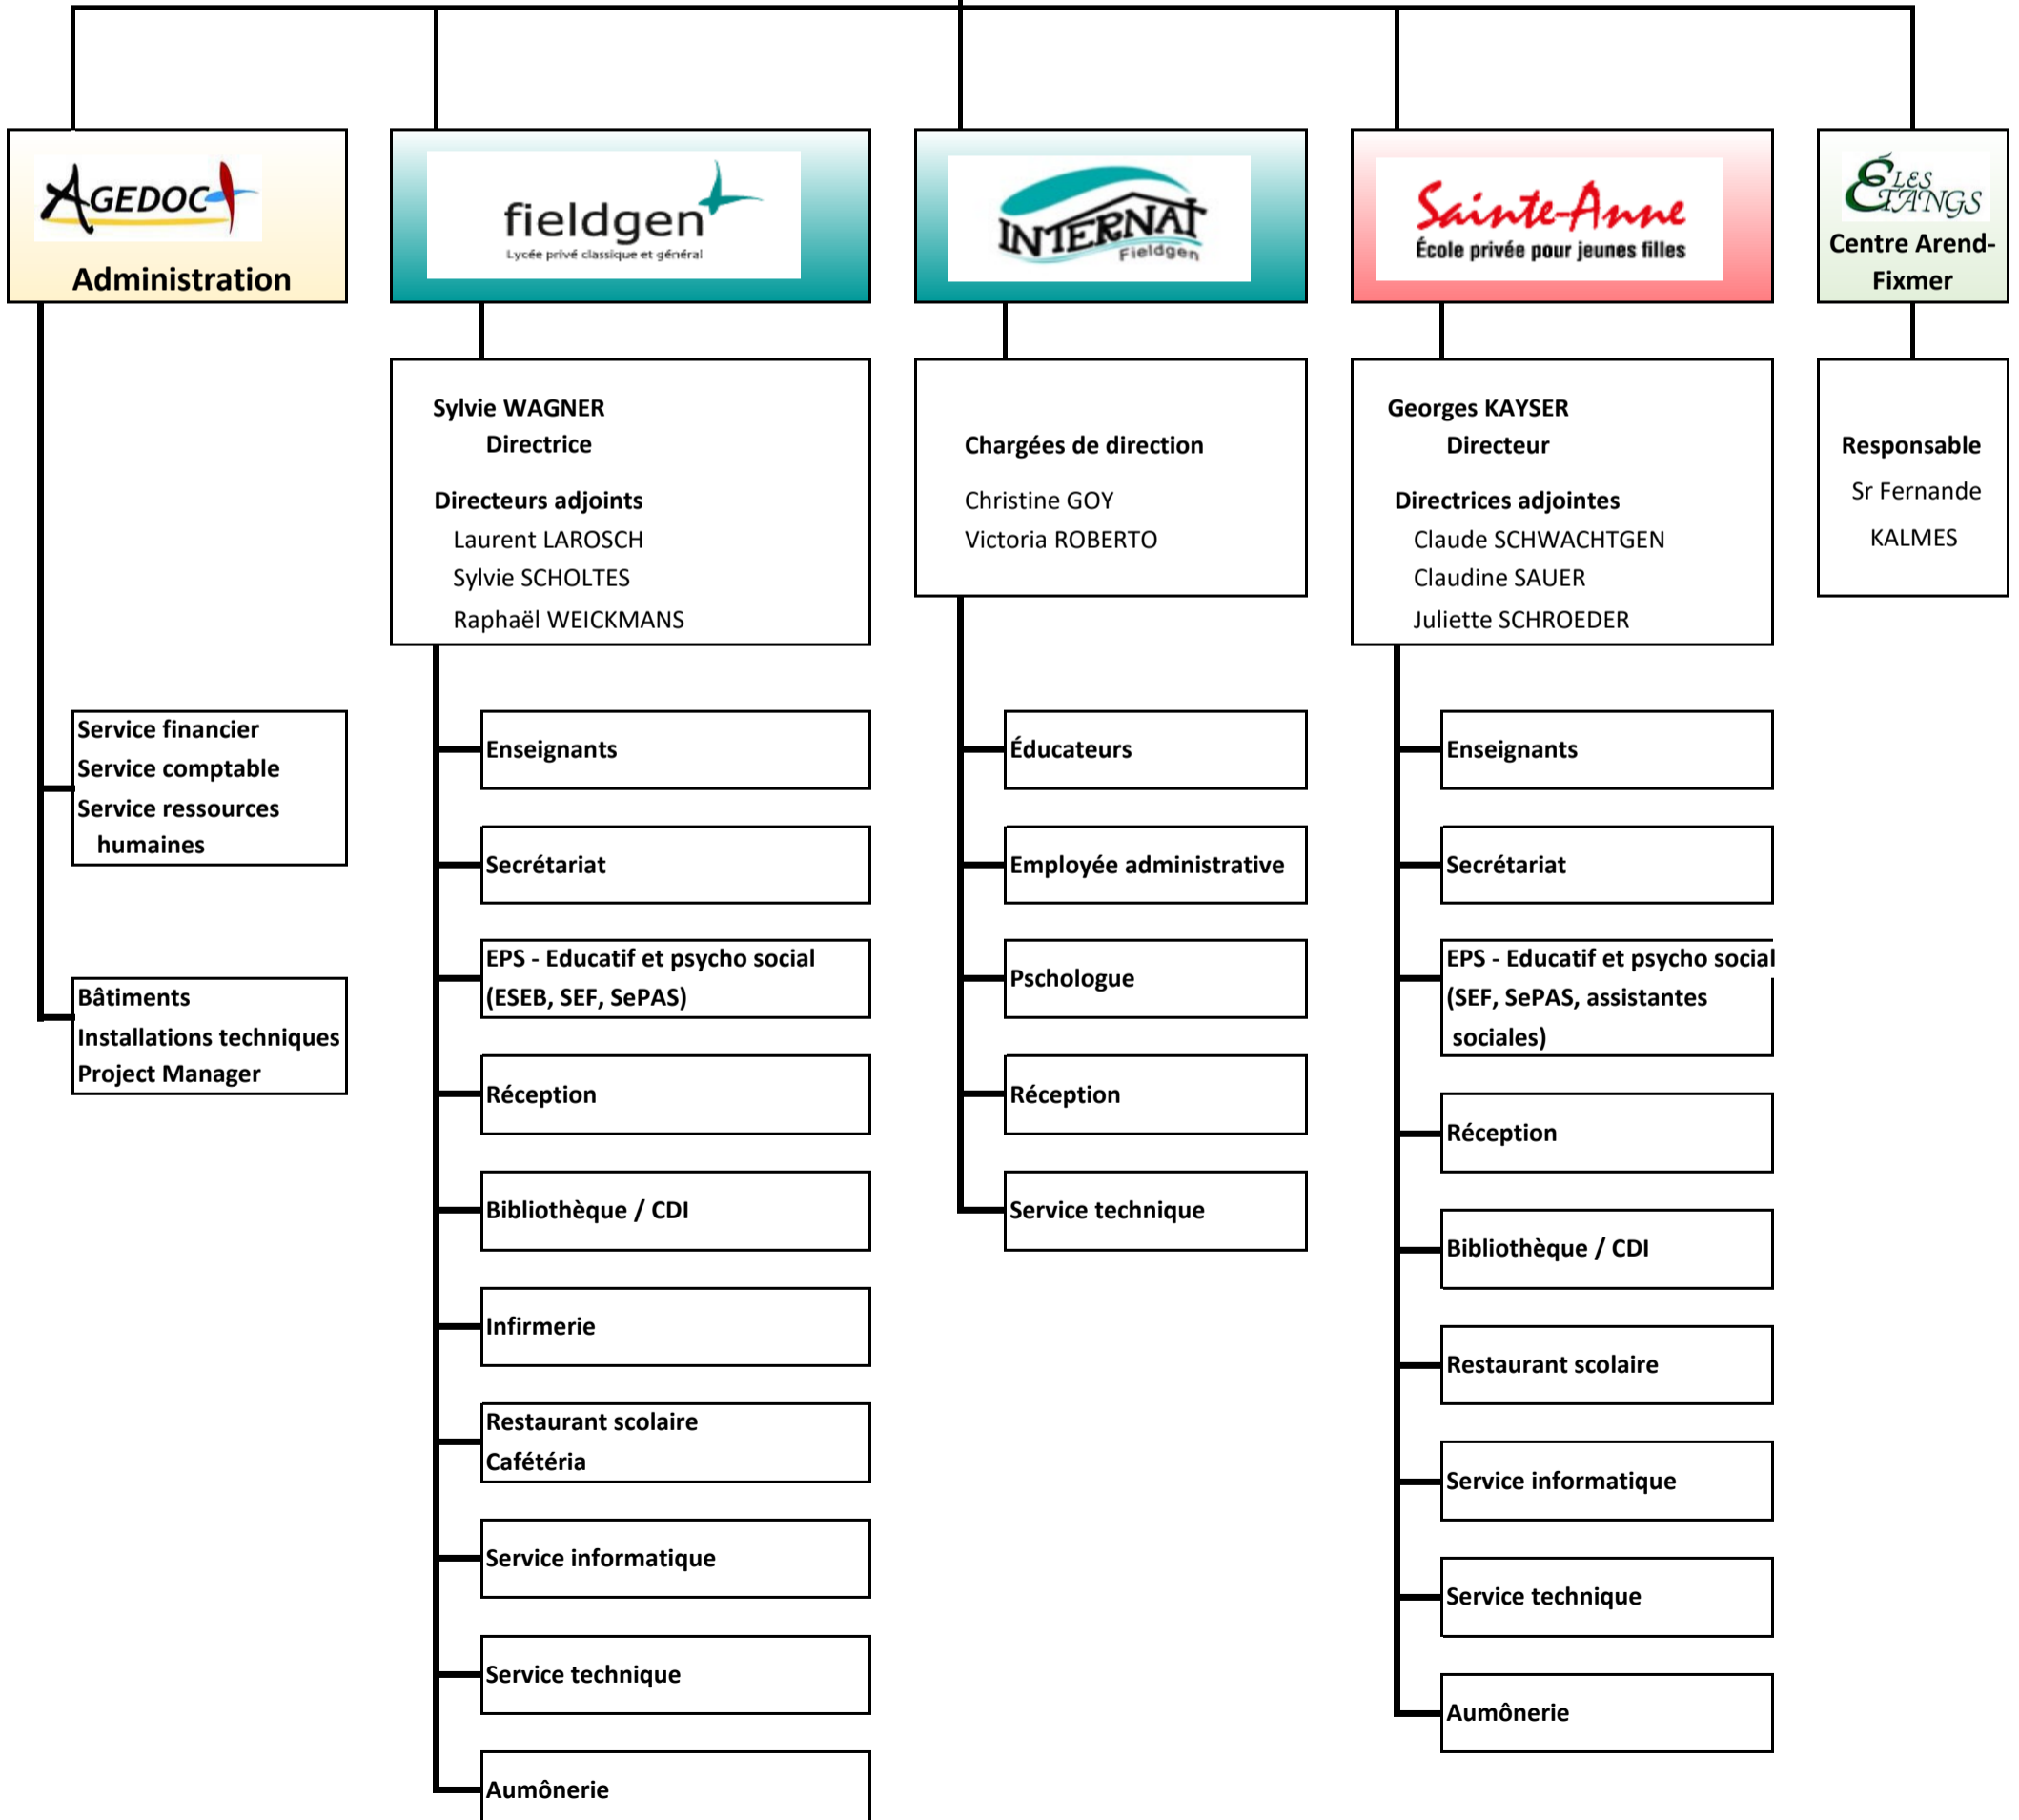 AGEDOC
Administration
fieldgen
Lycée privé classique et général
INTERNAT
Fieldgen
Sainte-Anne
École privée pour jeunes filles
LES
ÉTANGS
Centre Arend-
Fixmer
Sylvie WAGNER
Directrice
Directeurs adjoints
Laurent LAROSCH
Sylvie SCHOLTES
Raphaël WEICKMANS
Chargées de direction
Christine GOY
Victoria ROBERTO
Georges KAYSER
Directeur
Directrices adjointes
Claude SCHWACHTGEN
Claudine SAUER
Juliette SCHROEDER
Responsable
Sr Fernande
KALMES
Service financier
Service comptable
Service ressources
humaines
Bâtiments
Installations techniques
Project Manager
Enseignants
Secrétariat
EPS - Educatif et psycho social
(ESEB, SEF, SePAS)
Réception
Bibliothèque / CDI
Infirmerie
Restaurant scolaire
Cafétéria
Service informatique
Service technique
Aumônerie
Éducateurs
Employée administrative
Pschologue
Réception
Service technique
Enseignants
Secrétariat
EPS - Educatif et psycho social
(SEF, SePAS, assistantes
sociales)
Réception
Bibliothèque / CDI
Restaurant scolaire
Service informatique
Service technique
Aumônerie